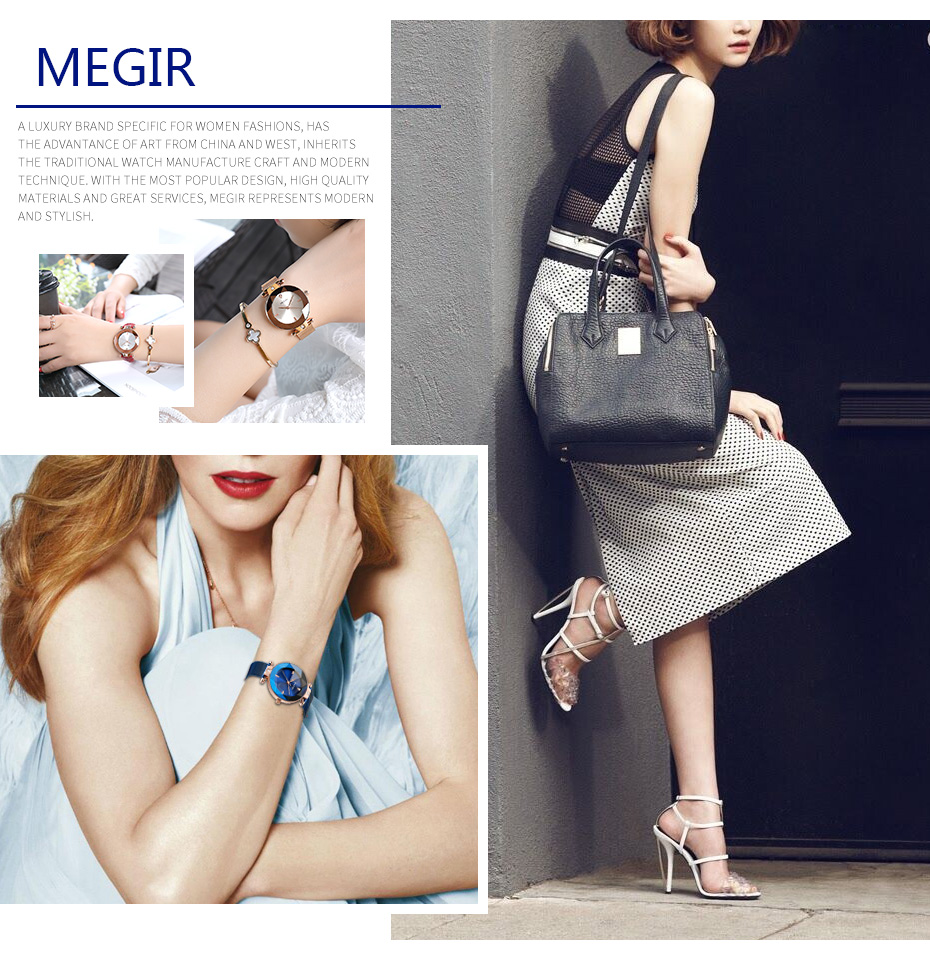 MEGIR
A LUXURY BRAND SPECIFIC FOR WOMEN FASHIONS, HAS
THE ADVANTANCE OF ART FROM CHINA AND WEST, INHERITS
THE TRADITIONAL WATCH MANUFACTURE CRAFT AND MODERN
TECHNIQUE. WITH THE MOST POPULAR DESIGN, HIGH QUALITY
MATERIALS AND GREAT SERVICES, MEGIR REPRESENTS MODERN
AND STYLISH.